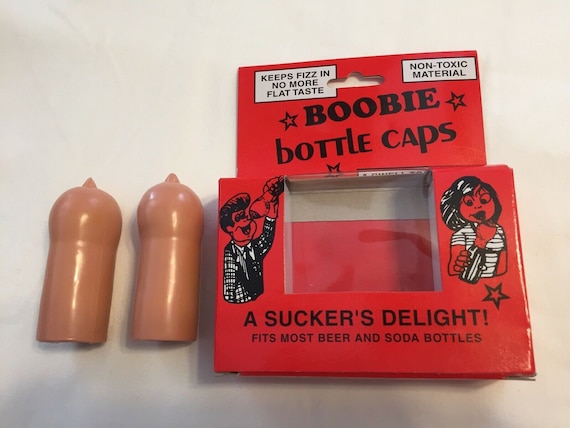 KEEPS FIZZ IN
NO MORE
FLAT TASTE
NON-TOXIC
MATERIAL
BOOBIE
bOTTLE CAPS
A SUCKER'S DELIGHT!
FITS MOST BEER AND SODA BOTTLES